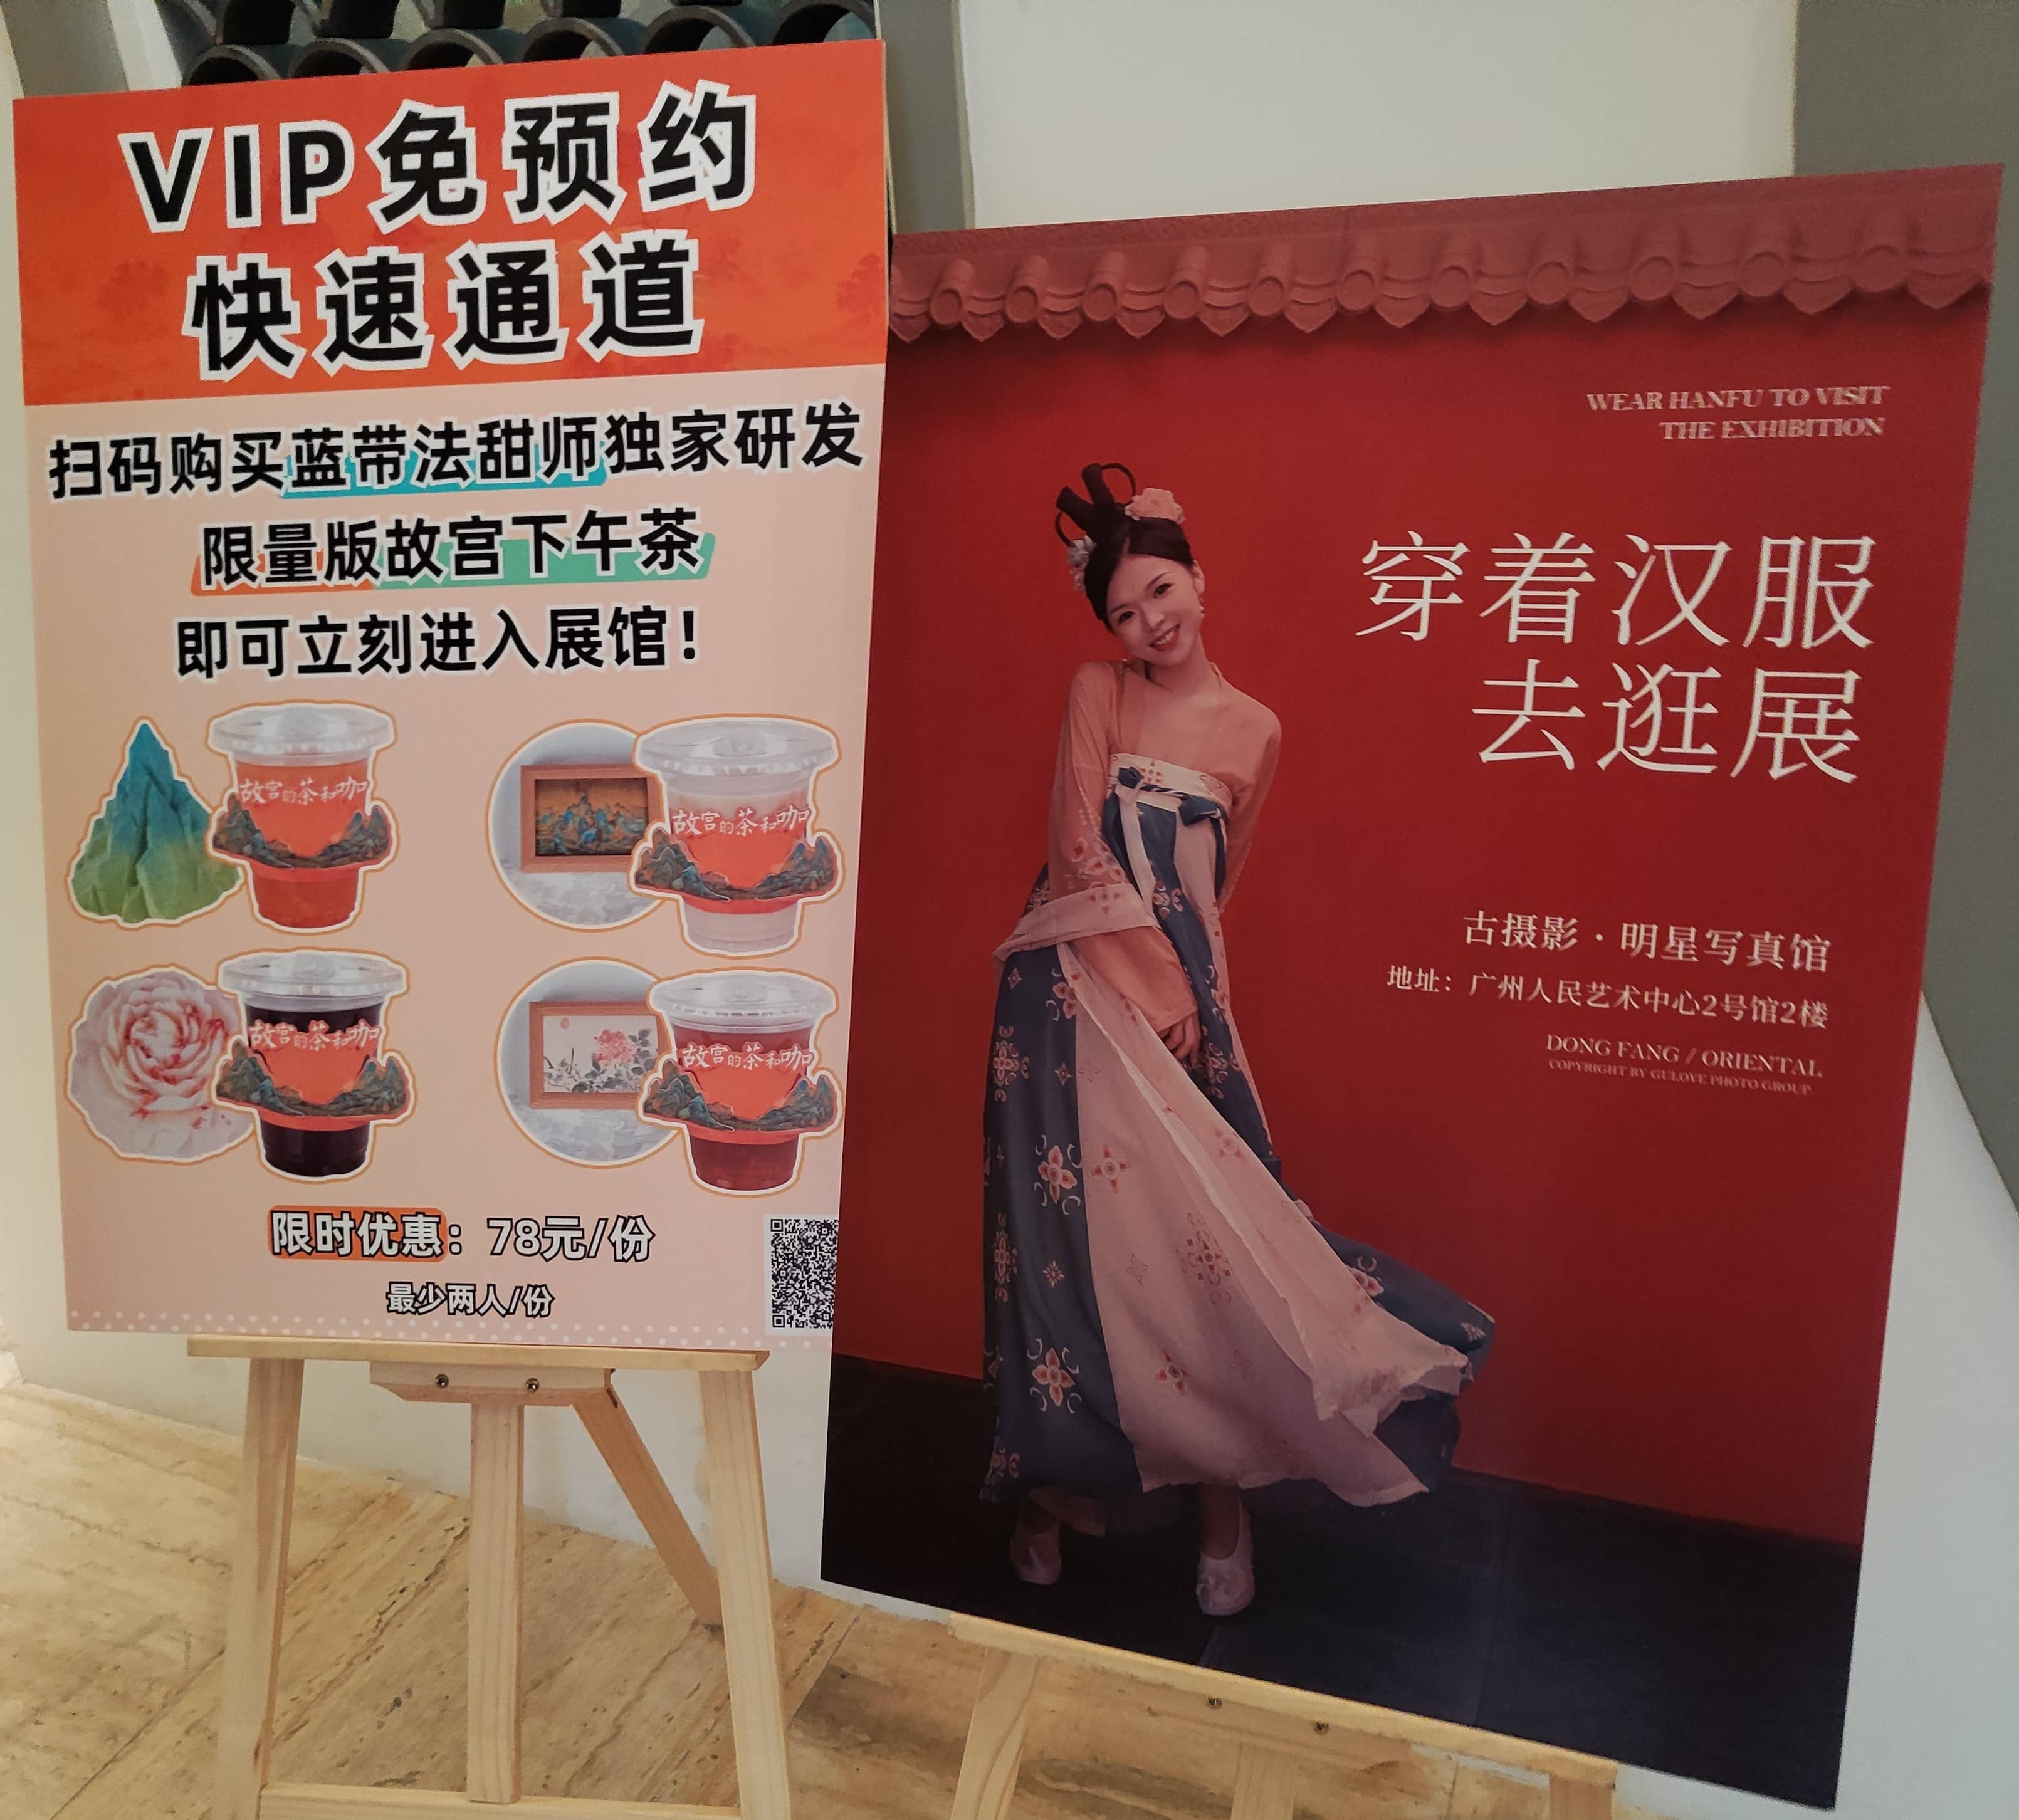 VIP免预约
快速通道
扫码购买蓝带法甜师独家研发
限量版故宫下午茶
即可立刻进入展馆！
故宫的茶和咖
故宫的茶和咖
故宫的茶和咖
故宫的茶和咖
限时优惠：78元/份
最少两人/份
WEAR HANFU TO VISIT
THE EXHIBITION
穿着汉服
去逛展
古摄影·明星写真馆
地址：广州人民艺术中心2号馆2楼
DONG FANG / ORIENTAL
COPYRIGHT BY GULOVE PHOTO GROUP.